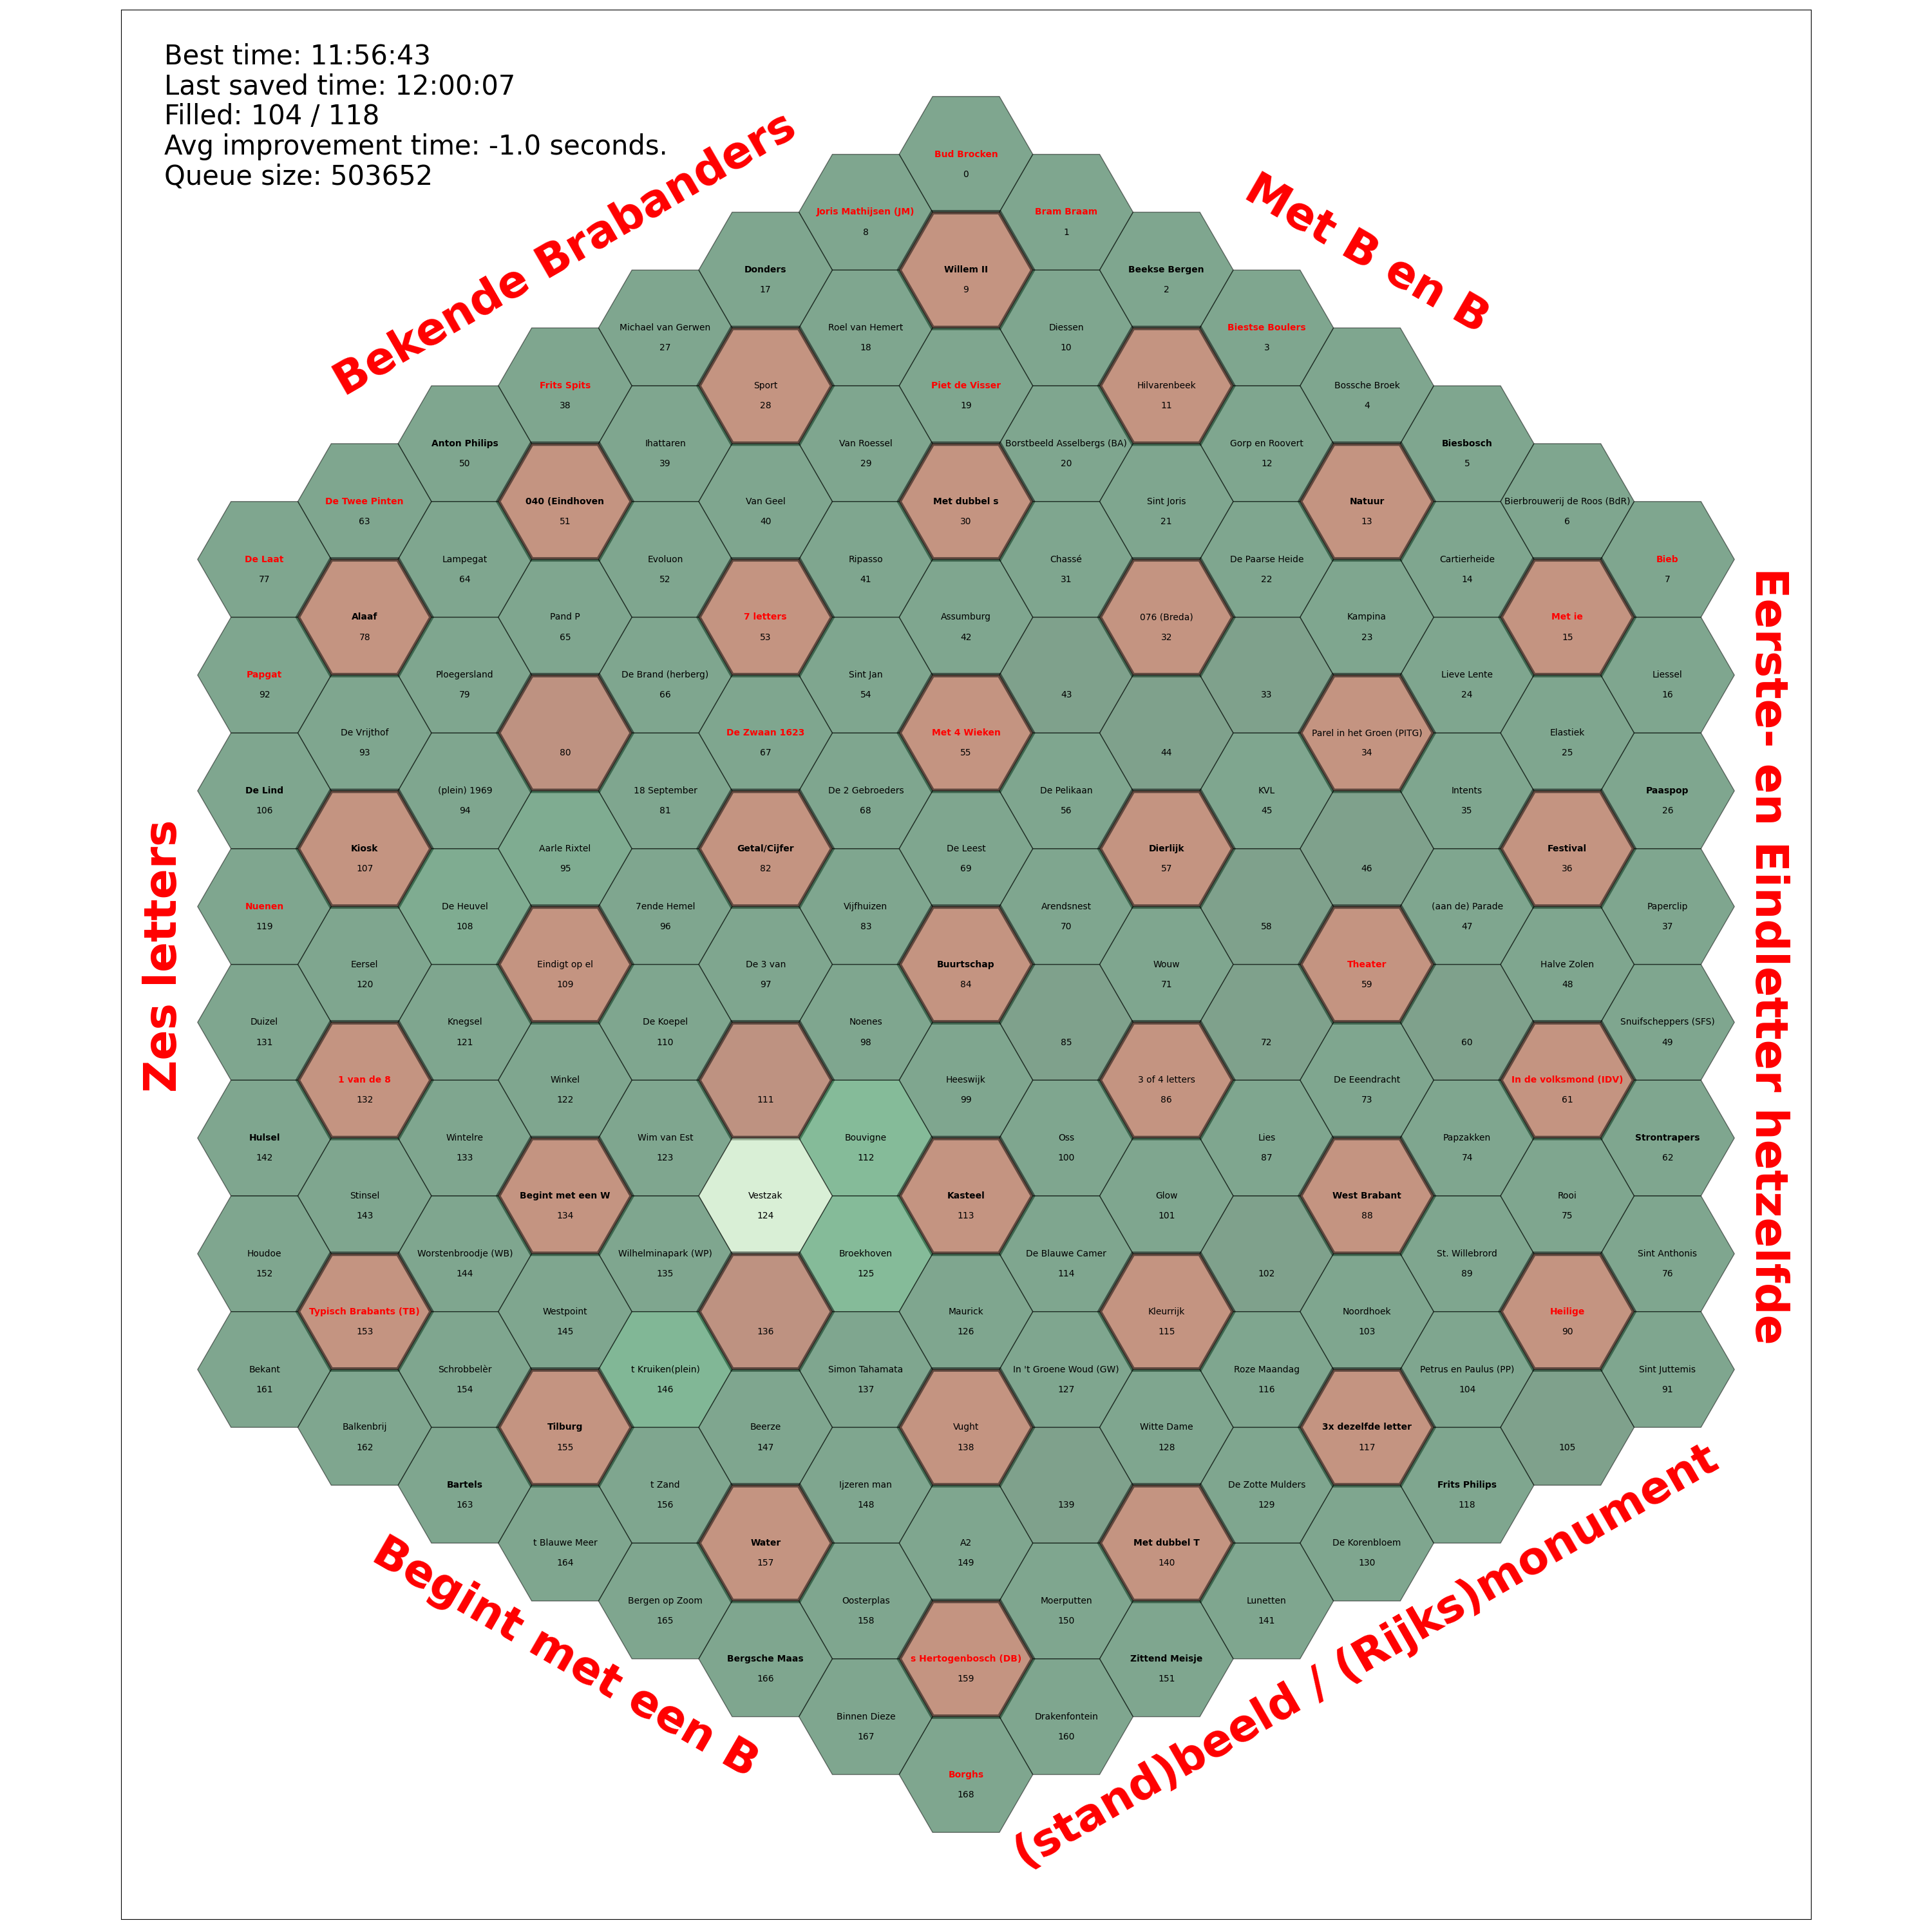 Best time: 11:56:43
Last saved time: 12:00:07
Filled: 104 / 118
Avg improvement time: -1.0 seconds.
Queue size: 503652
Bekende Brabanders
Met B en B
Eerste- en Eindletter hetzelfde
(stand)beeld / (Rijks)monument
Begint met een B
Zes letters
Bud Brocken
0
Bram Braam
1
Beekse Bergen
2
Biestse Boulers
3
Bossche Broek
4
Biesbosch
5
Bierbrouwerij de Roos (BdR)
6
Bieb
7
Joris Mathijsen (JM)
8
Willem II
9
Diessen
10
Hilvarenbeek
11
Gorp en Roovert
12
Natuur
13
Cartierheide
14
Met ie
15
Liessel
16
Donders
17
Roel van Hemert
18
Piet de Visser
19
Borstbeeld Asselbergs (BA)
20
Sint Joris
21
De Paarse Heide
22
Kampina
23
Lieve Lente
24
Elastiek
25
Paaspop
26
Michael van Gerwen
27
Sport
28
Van Roessel
29
Met dubbel s
30
Chassé
31
076 (Breda)
32
33
Parel in het Groen (PITG)
34
Intents
35
Festival
36
Paperclip
37
Frits Spits
38
Ihattaren
39
Van Geel
40
Ripasso
41
Assumburg
42
43
44
KVL
45
46
(aan de) Parade
47
Halve Zolen
48
Snuifscheppers (SFS)
49
Anton Philips
50
040 (Eindhoven
51
Evoluon
52
7 letters
53
Sint Jan
54
Met 4 Wieken
55
De Pelikaan
56
Dierlijk
57
58
Theater
59
60
In de volksmond (IDV)
61
Strontrapers
62
De Twee Pinten
63
Lampegat
64
Pand P
65
De Brand (herberg)
66
De Zwaan 1623
67
De 2 Gebroeders
68
De Leest
69
Arendsnest
70
Wouw
71
72
De Eeendracht
73
Papzakken
74
Rooi
75
Sint Anthonis
76
De Laat
77
Alaaf
78
Ploegersland
79
80
18 September
81
Getal/Cijfer
82
Vijfhuizen
83
Buurtschap
84
85
3 of 4 letters
86
Lies
87
West Brabant
88
St. Willebrord
89
Heilige
90
Sint Juttemis
91
Papgat
92
De Vrijthof
93
(plein) 1969
94
Aarle Rixtel
95
7ende Hemel
96
De 3 van
97
Noenes
98
Heeswijk
99
Oss
100
Glow
101
102
Noordhoek
103
Petrus en Paulus (PP)
104
105
De Lind
106
Kiosk
107
De Heuvel
108
Eindigt op el
109
De Koepel
110
111
Bouvigne
112
Kasteel
113
De Blauwe Camer
114
Kleurrijk
115
Roze Maandag
116
3x dezelfde letter
117
Frits Philips
118
Nuenen
119
Eersel
120
Knegsel
121
Winkel
122
Wim van Est
123
Vestzak
124
Broekhoven
125
Maurick
126
In 't Groene Woud (GW)
127
Witte Dame
128
De Zotte Mulders
129
De Korenbloem
130
Duizel
131
1 van de 8
132
Wintelre
133
Begint met een W
134
Wilhelminapark (WP)
135
136
Simon Tahamata
137
Vught
138
139
Met dubbel T
140
Lunetten
141
Hulsel
142
Stinsel
143
Worstenbroodje (WB)
144
Westpoint
145
t Kruiken(plein)
146
Beerze
147
Ijzeren man
148
A2
149
Moerputten
150
Zittend Meisje
151
Houdoe
152
Typisch Brabants (TB)
153
Schrobbelèr
154
Tilburg
155
t Zand
156
Water
157
Oosterplas
158
s Hertogenbosch (DB)
159
Drakenfontein
160
Bekant
161
Balkenbrij
162
Bartels
163
t Blauwe Meer
164
Bergen op Zoom
165
Bergsche Maas
166
Binnen Dieze
167
Borghs
168